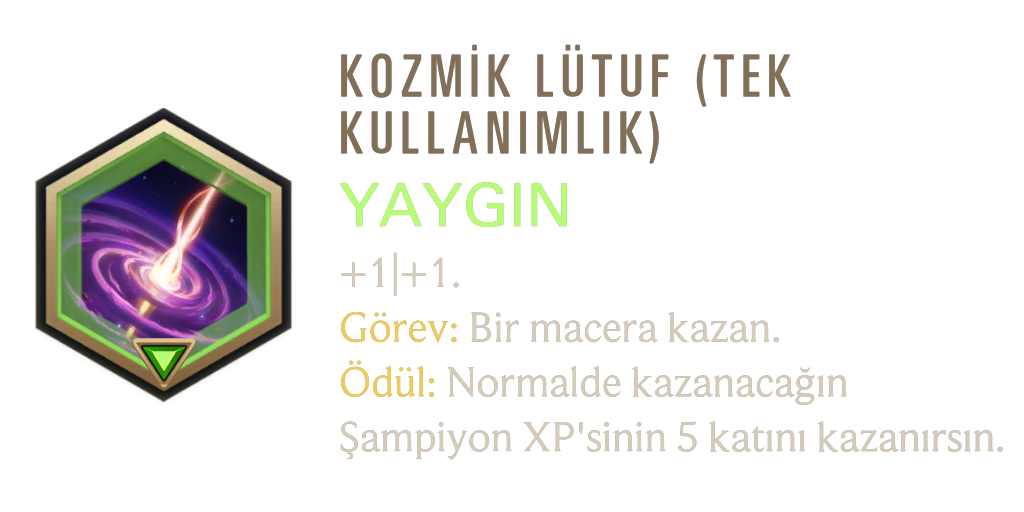 KOZMİK LÜTUF (TEK
KULLANIMLIK)
YAYGIN
+1|+1.
Görev: Bir macera kazan.
Ödül: Normalde kazanacağın
Şampiyon XP'sinin 5 katını kazanırsın.